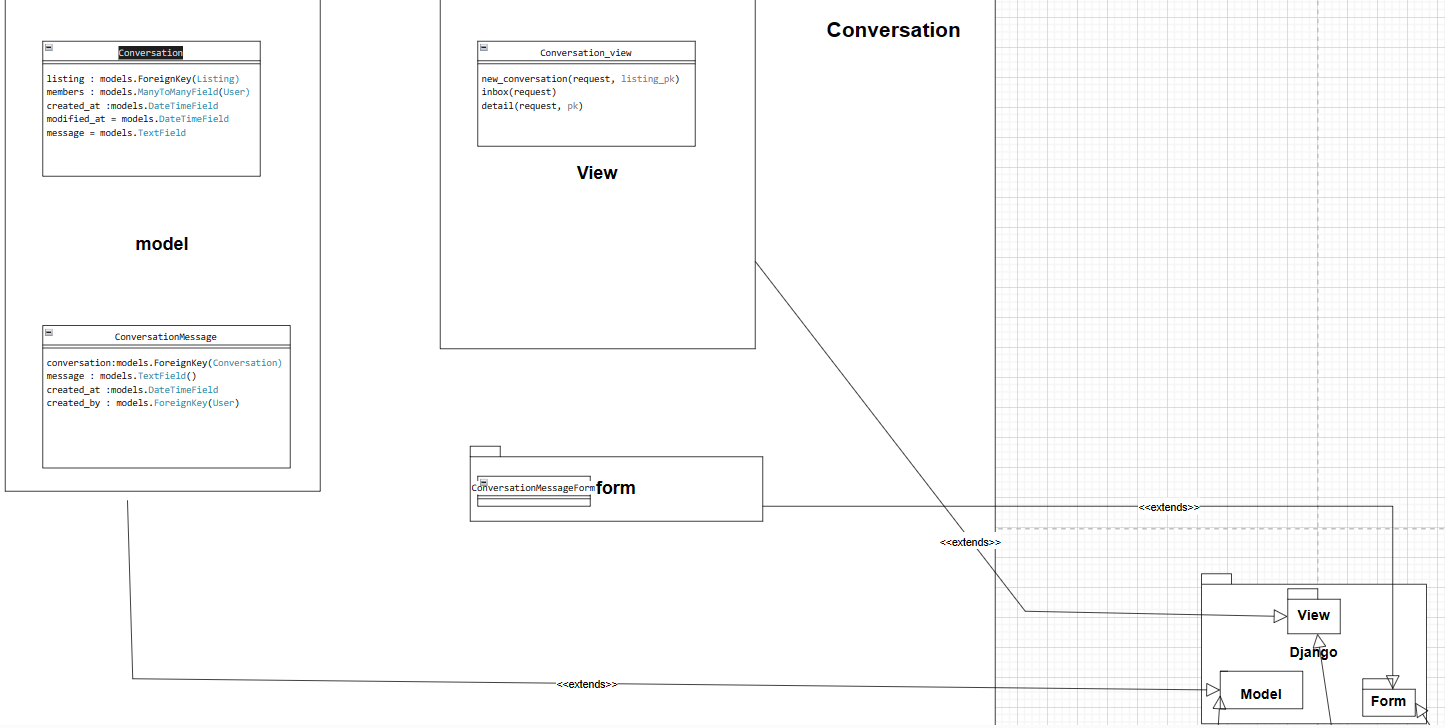 Conversation
Conversation
listing : models.ForeignKey(Listing)
members : models.ManyToManyField(User)
created_at :models.DateTimeField
modified_at = models.DateTimeField
message = models.TextField
model
ConversationMessage
conversation:models.ForeignKey(Conversation)
message : models.TextField()
created_at :models.DateTimeField
created_by : models.ForeignKey(User)
Conversation_view
new_conversation(request, listing_pk)
inbox(request)
detail(request, pk)
View
ConversationMessageForm
form
<<extends>>
<<extends>>
<<extends>>
View
Django
Model
Form